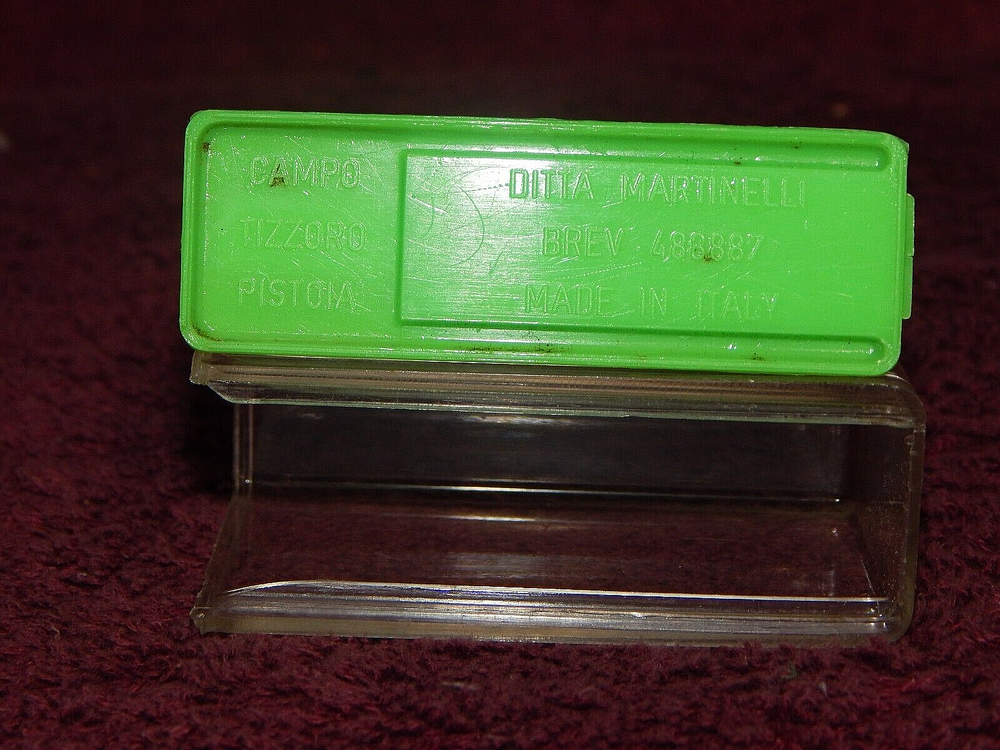 CAMPO
TIZZORO
PISTOIA
DITTA MARTINELLI
BREV 488887
MADE IN ITALY